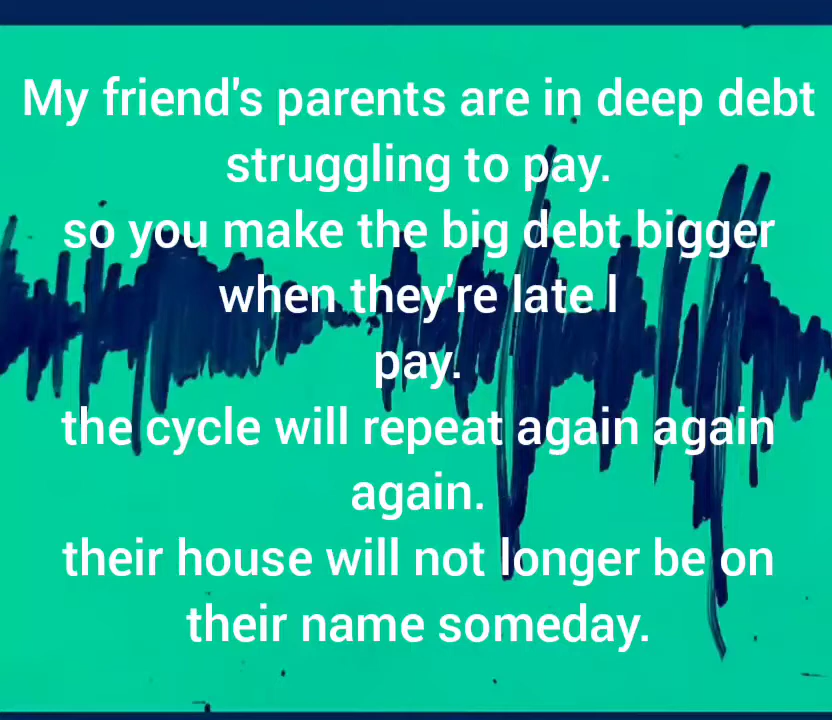 My friend's parents are in deep debt
struggling to pay.
so you make the big debt bigger
when they're late I
pay.
the cycle will repeat again again
again.
their house will not longer be on
their name someday.